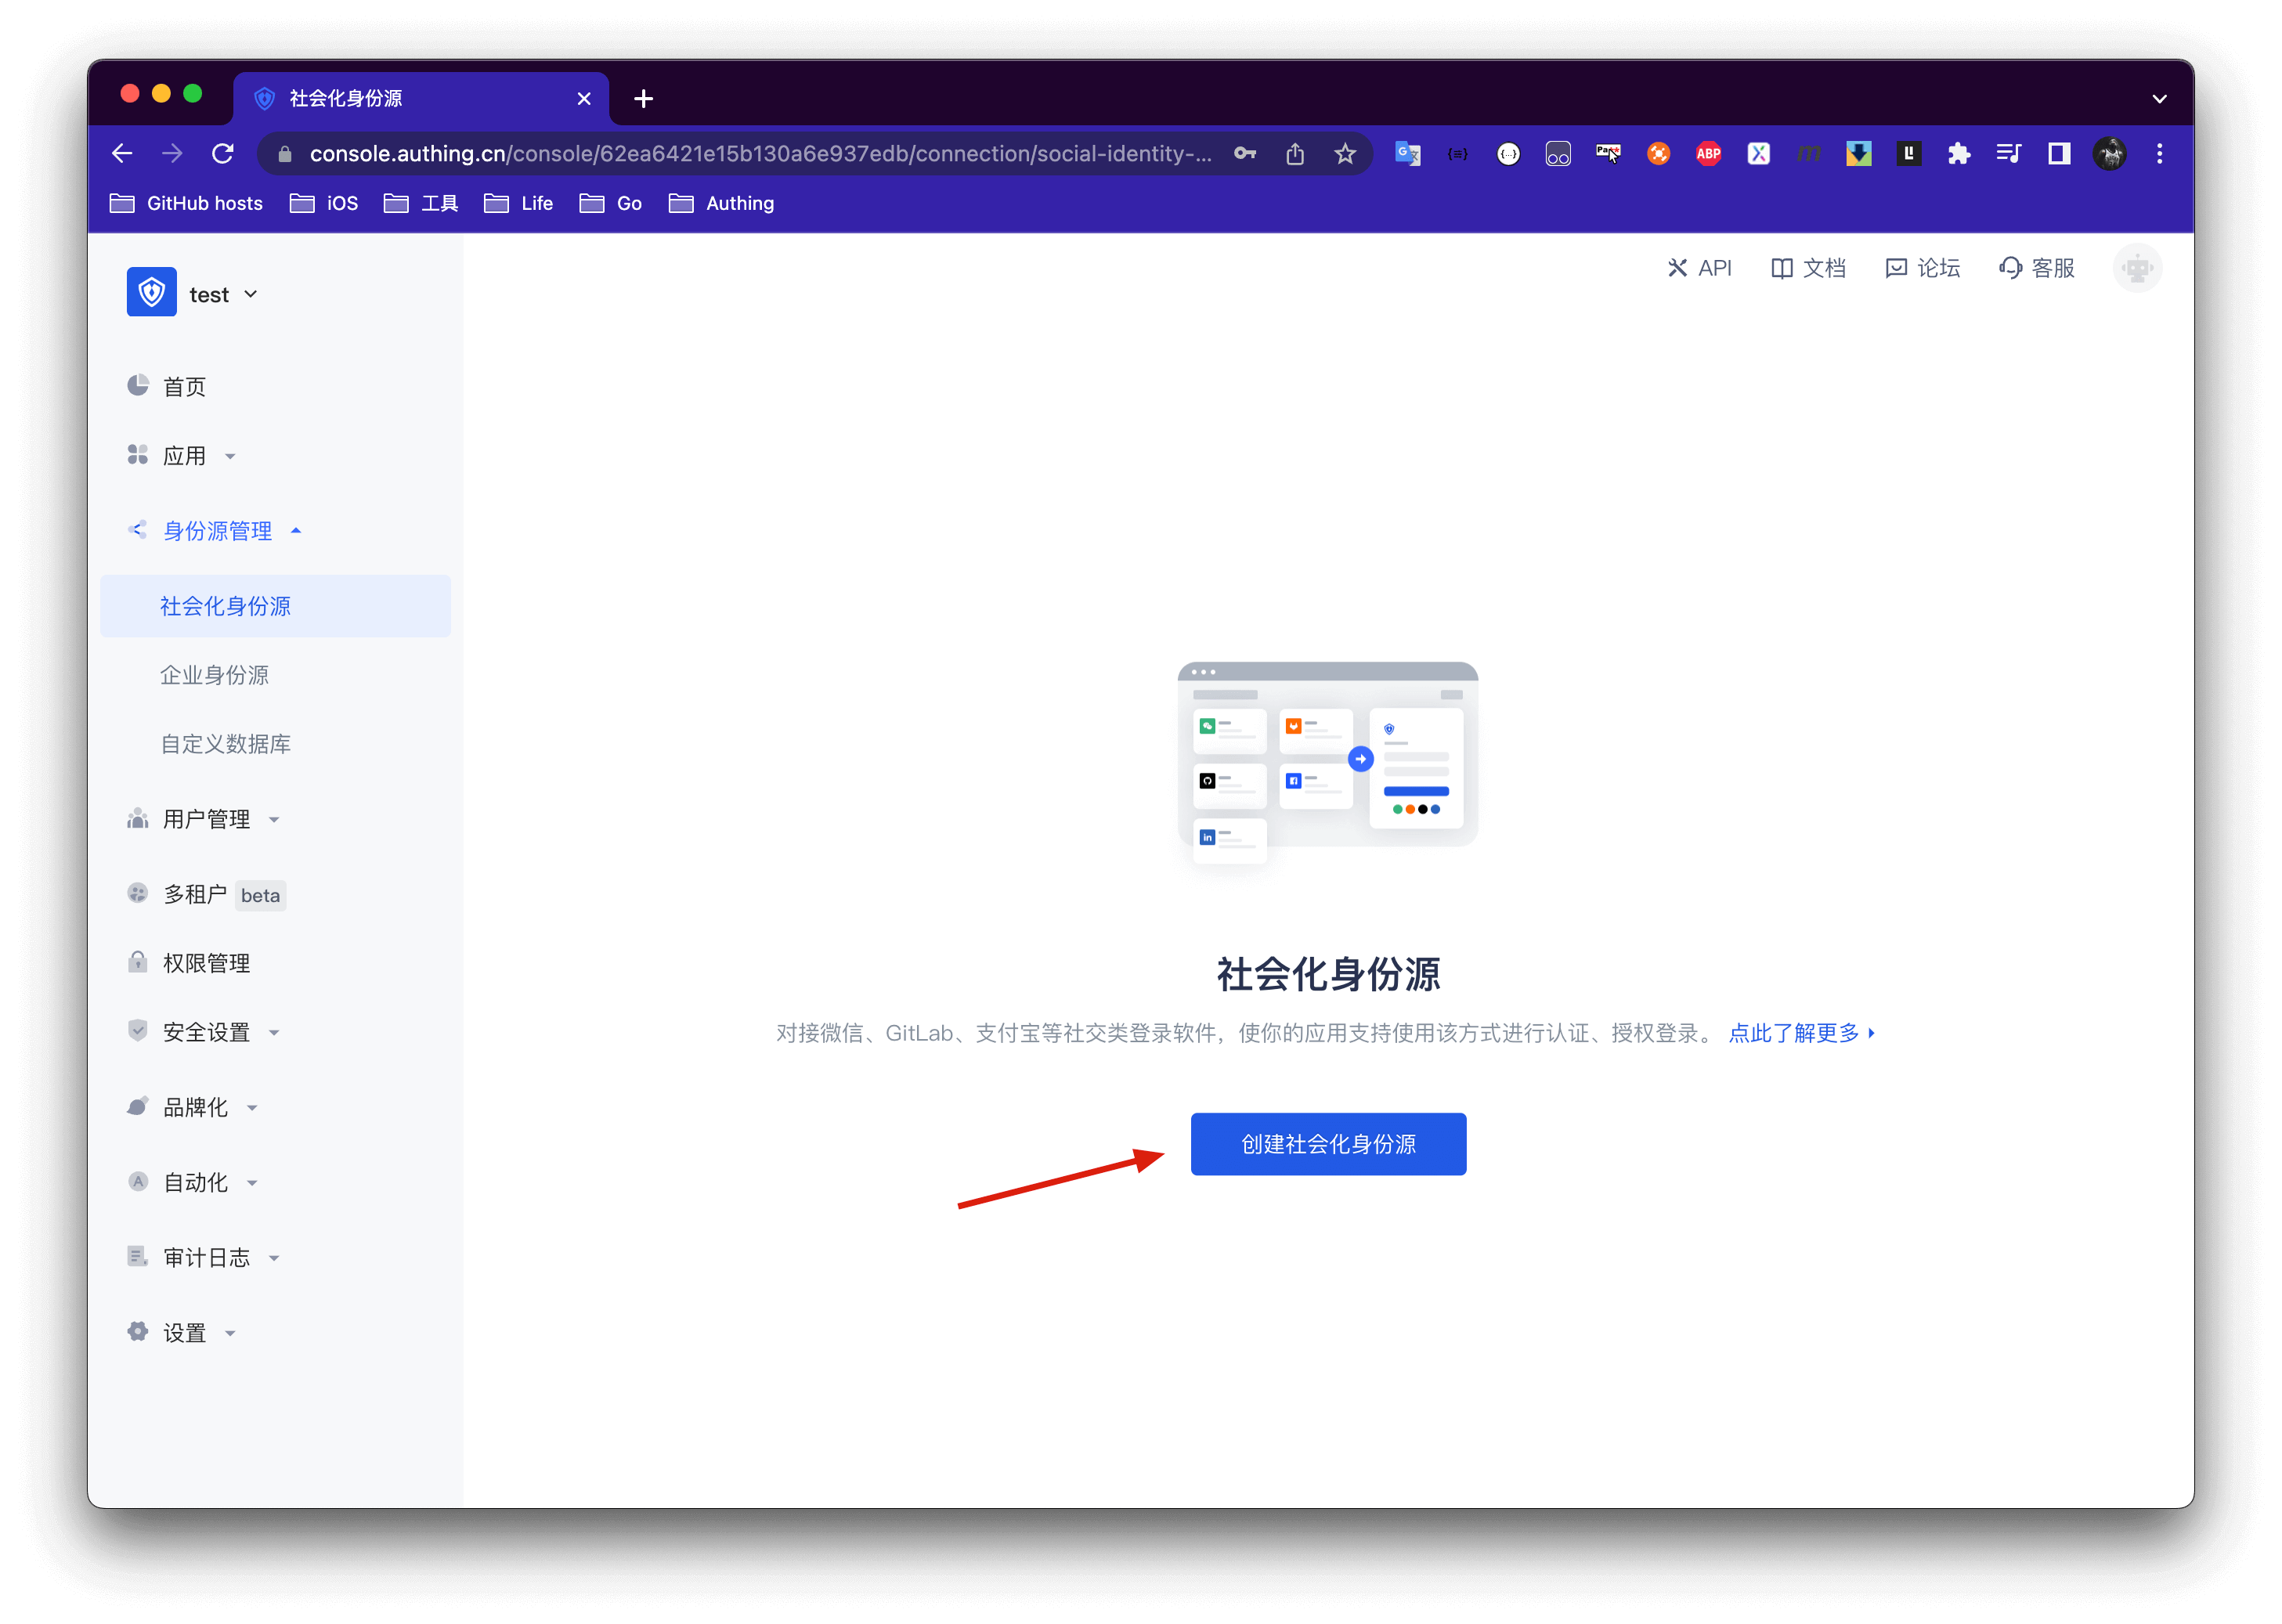 社会化身份源
console.authing.cn/console/62ea6421e15b130a6e937edb/connection/social-identity-...
ABP
GitHub hosts
iOS
工具
Life
Go
Authing
test
API
文档
论坛
客服
首页
应用
身份源管理
社会化身份源
企业身份源
自定义数据库
用户管理
多租户 beta
权限管理
安全设置
品牌化
自动化
审计日志
设置
社会化身份源
对接微信、GitLab、支付宝等社交类登录软件，使你的应用支持使用该方式进行认证、授权登录。 点此了解更多
创建社会化身份源